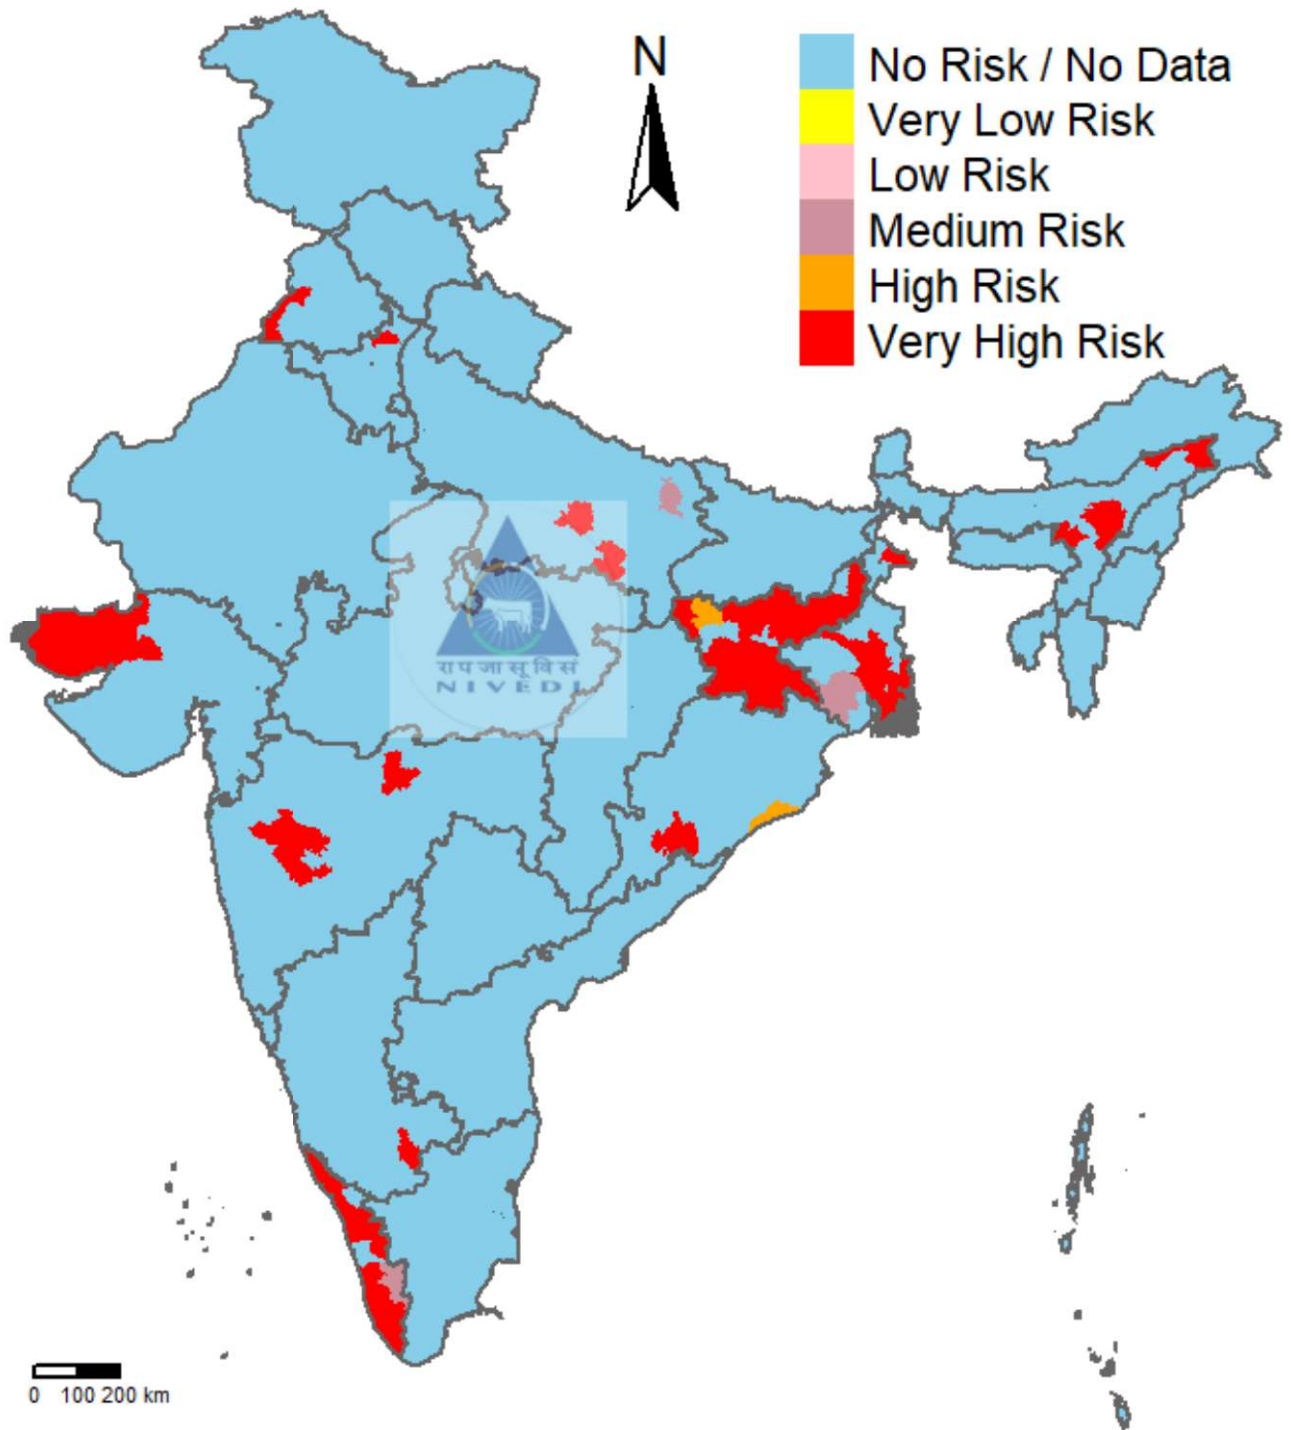 N
No Risk / No Data
Very Low Risk
Low Risk
Medium Risk
High Risk
Very High Risk
रापजासूविसं
NIVEDI
0 100 200 km